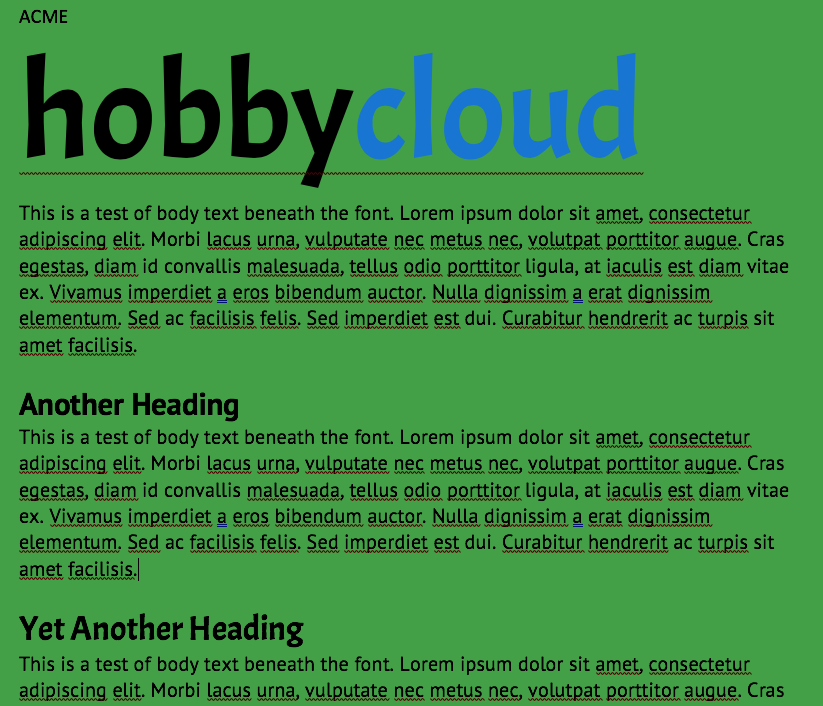 ACME
hobbycloud
This is a test of body text beneath the font. Lorem ipsum dolor sit amet, consectetur
adipiscing elit. Morbi lacus urna, vulputate nec metus nec, volutpat porttitor augue. Cras
egestas, diam id convallis malesuada, tellus odio porttitor ligula, at iaculis est diam vitae
ex. Vivamus imperdiet a eros bibendum auctor. Nulla dignissim a erat dignissim
elementum. Sed ac facilisis felis. Sed imperdiet est dui. Curabitur hendrerit ac turpis sit
amet facilisis.
Another Heading
This is a test of body text beneath the font. Lorem ipsum dolor sit amet, consectetur
adipiscing elit. Morbi lacus urna, vulputate nec metus nec, volutpat porttitor augue. Cras
egestas, diam id convallis malesuada, tellus odio porttitor ligula, at iaculis est diam vitae
ex. Vivamus imperdiet a eros bibendum auctor. Nulla dignissim a erat dignissim
elementum. Sed ac facilisis felis. Sed imperdiet est dui. Curabitur hendrerit ac turpis sit
amet facilisis.
Yet Another Heading
This is a test of body text beneath the font. Lorem ipsum dolor sit amet, consectetur
adipiscing elit. Morbi lacus urna, vulputate nec metus nec, volutpat porttitor augue. Cras